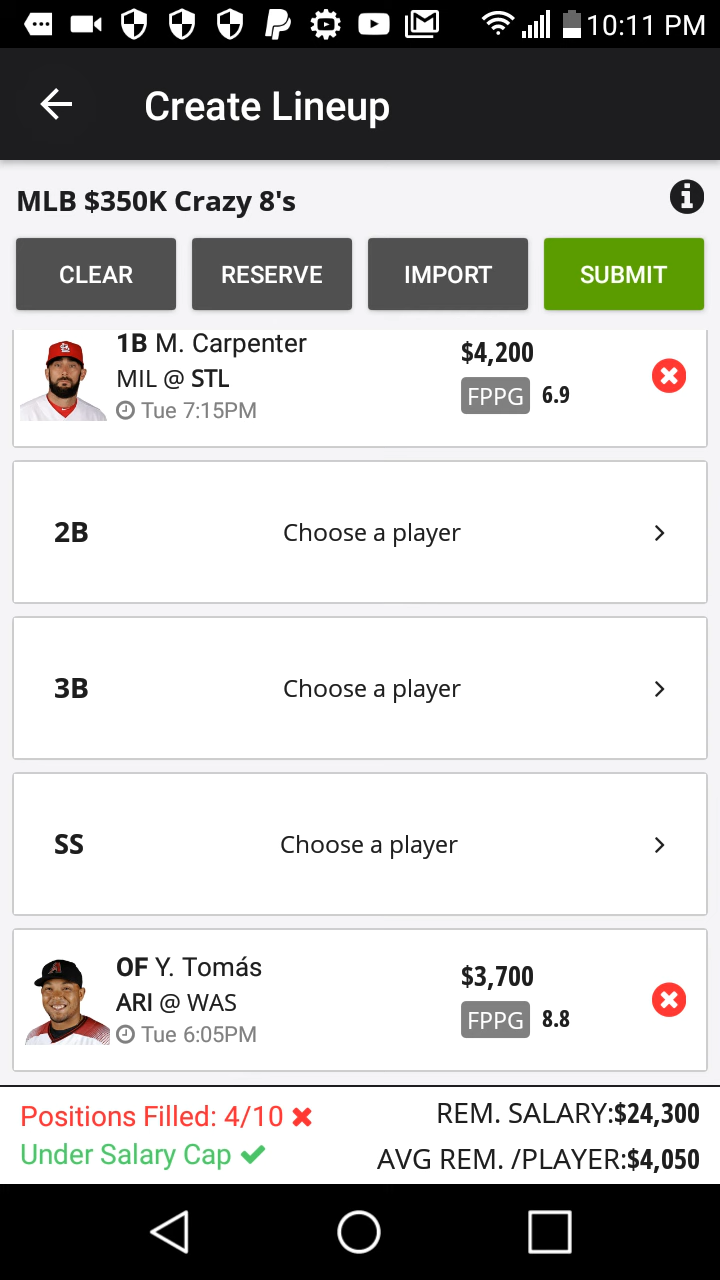 10:11 PM
Create Lineup
MLB $350K Crazy 8's
CLEAR RESERVE IMPORT SUBMIT
1B M. Carpenter $4,200
MIL @ STL
FPPG 6.9
Tue 7:15PM
2B Choose a player
3B Choose a player
SS Choose a player
OF Y. Tomás $3,700
ARI @ WAS
FPPG 8.8
Tue 6:05PM
Positions Filled: 4/10 REM. SALARY:$24,300
Under Salary Cap AVG REM. /PLAYER:$4,050